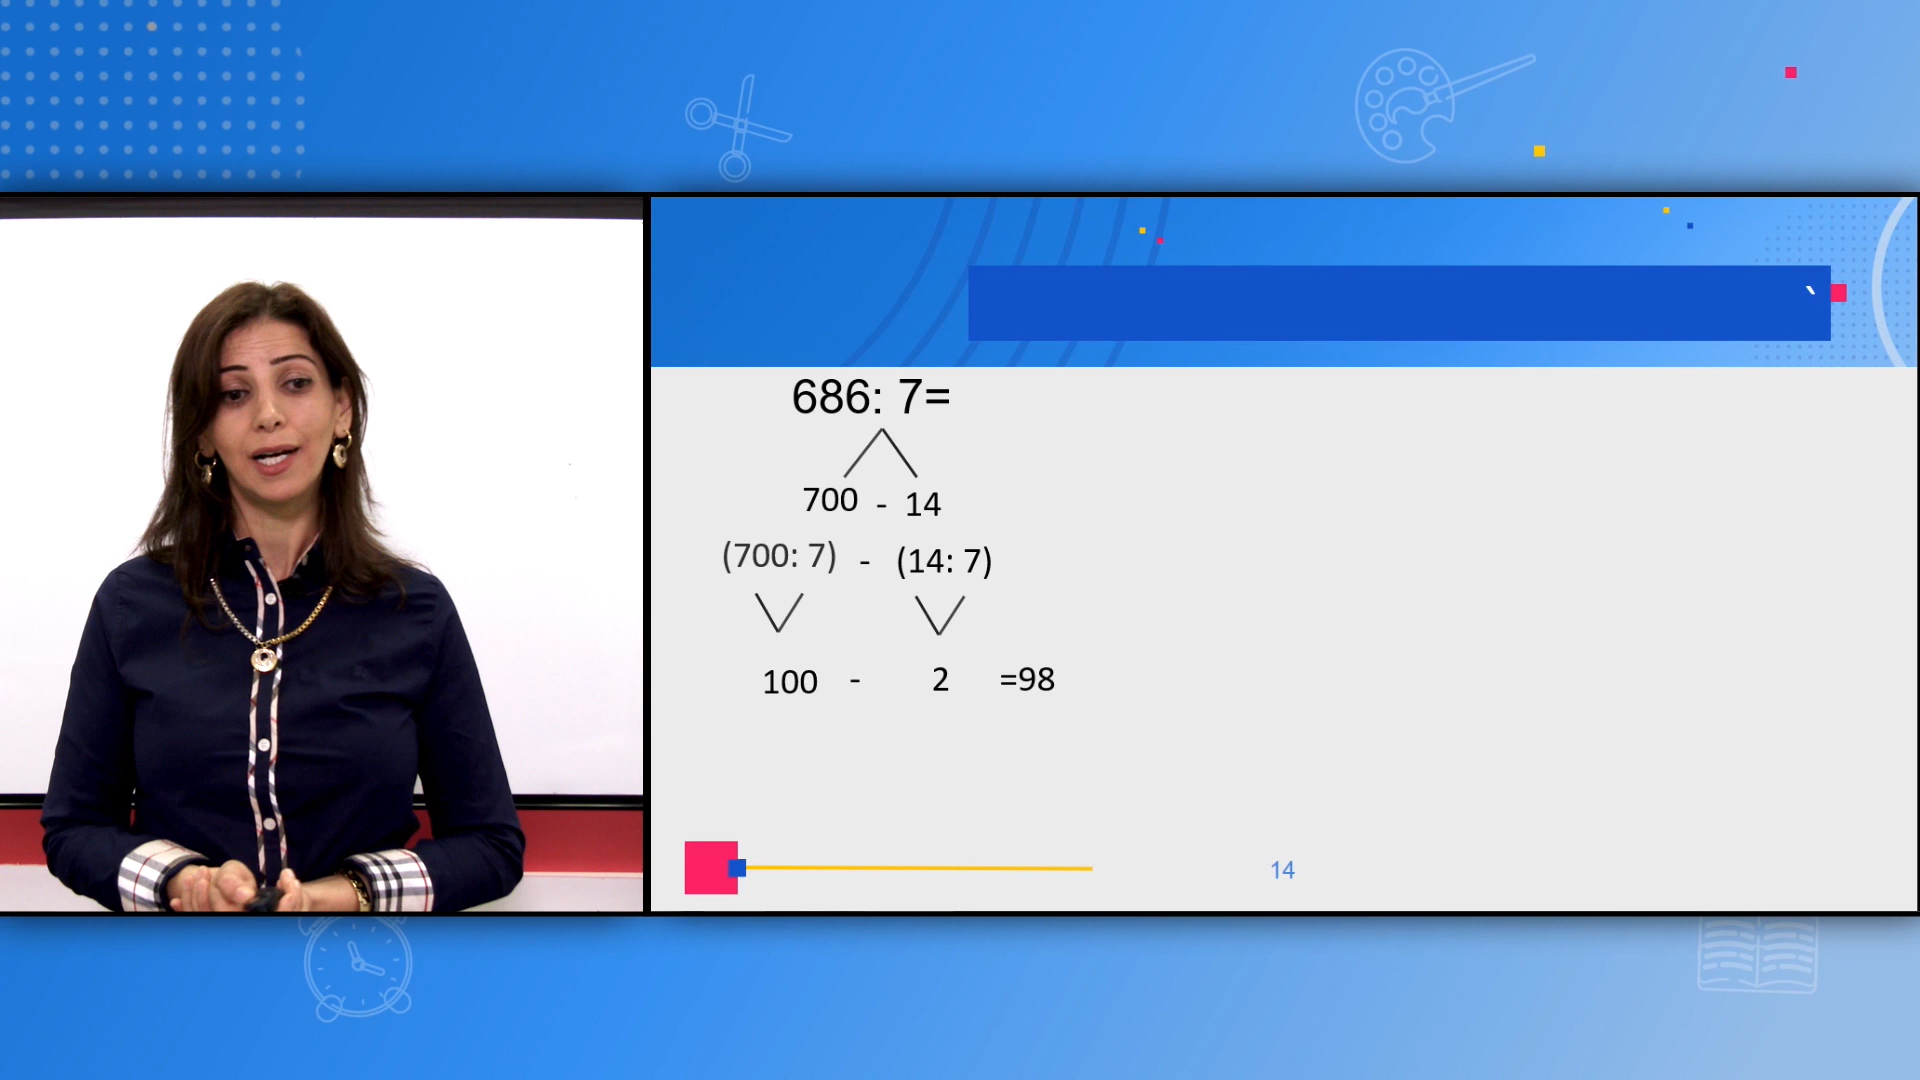 `
686: 7=
700 - 14
(700: 7) - (14: 7)
100 - 2 =98
14